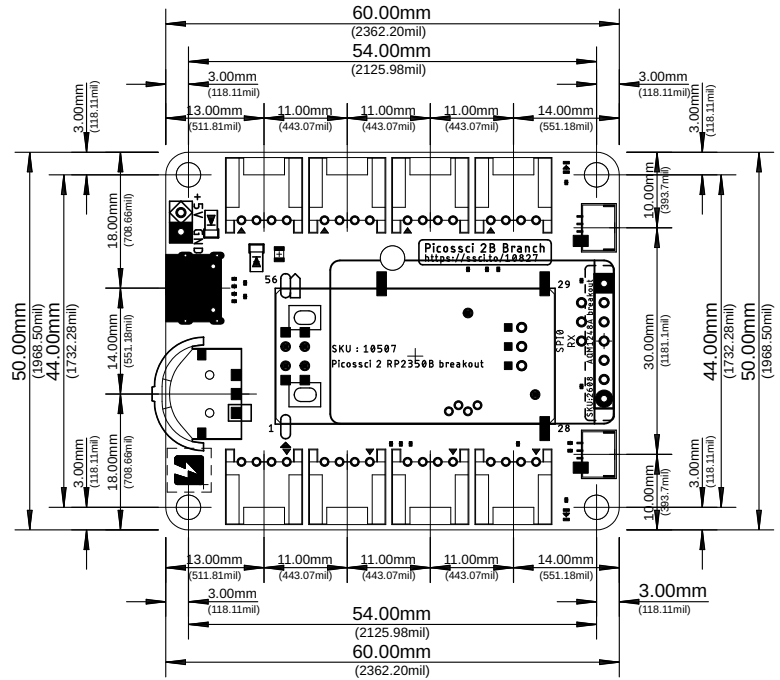 60.00mm
(2362.20mil)
54.00mm
(2125.98mil)
3.00mm
(118.11mil)
3.00mm
(118.11mil)
3.00mm
(118.11mil)
3.00mm
(118.11mil)
13.00mm
(511.81mil)
11.00mm
(443.07mil)
11.00mm
(443.07mil)
11.00mm
(443.07mil)
14.00mm
(551.18mil)
50.00mm
(1968.50mil)
44.00mm
(1732.28mil)
18.00mm
(708.66mil)
14.00mm
(551.18mil)
18.00mm
(708.66mil)
3.00mm
(118.11mil)
+
5V
GND
Picossci 2B Branch
https://ssci.to/10827
56
29
SKU : 10507
Picossci 2 RP2350B breakout
SPI0
RX
AQM1248A breakout
SKU:2608
1
28
10.00mm
(393.7mil)
30.00mm
(1181.1mil)
10.00mm
(393.7mil)
44.00mm
(1732.28mil)
50.00mm
(1968.50mil)
3.00mm
(118.11mil)
13.00mm
(511.81mil)
11.00mm
(443.07mil)
11.00mm
(443.07mil)
11.00mm
(443.07mil)
14.00mm
(551.18mil)
3.00mm
(118.11mil)
3.00mm
(118.11mil)
54.00mm
(2125.98mil)
60.00mm
(2362.20mil)